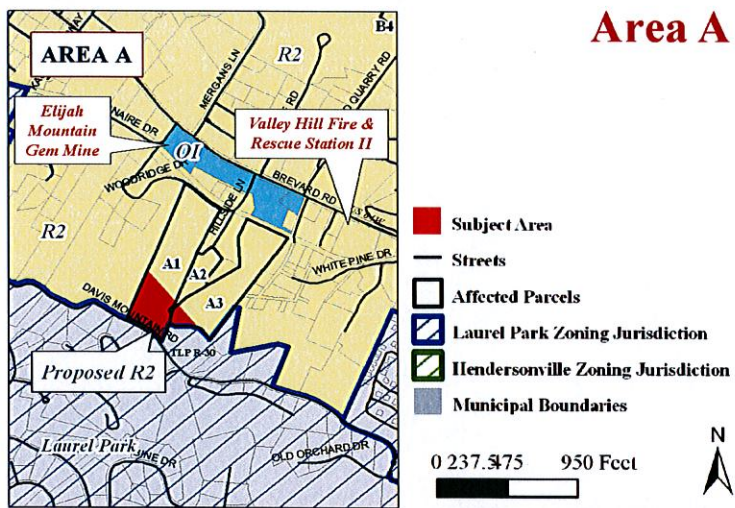 Area A
B4
AREA A
R2
MERGANS LN
QUARRY RD
Elijah
Mountain
Gem Mine
NAIRE DR
OI
Valley Hill Fire &
Rescue Station II
WOODRIDGE DR
HILLSIDE LN
BREVARD RD
R2
WHITE PINE DR
A1
A2
A3
DAVIS MOUNTAIN RD
TLP R-30
Proposed R2
Laurel Park
OLD ORCHARD DR
Subject Area
Streets
Affected Parcels
Laurel Park Zoning Jurisdiction
Hendersonville Zoning Jurisdiction
Municipal Boundaries
0 237.5 475 950 Feet
N